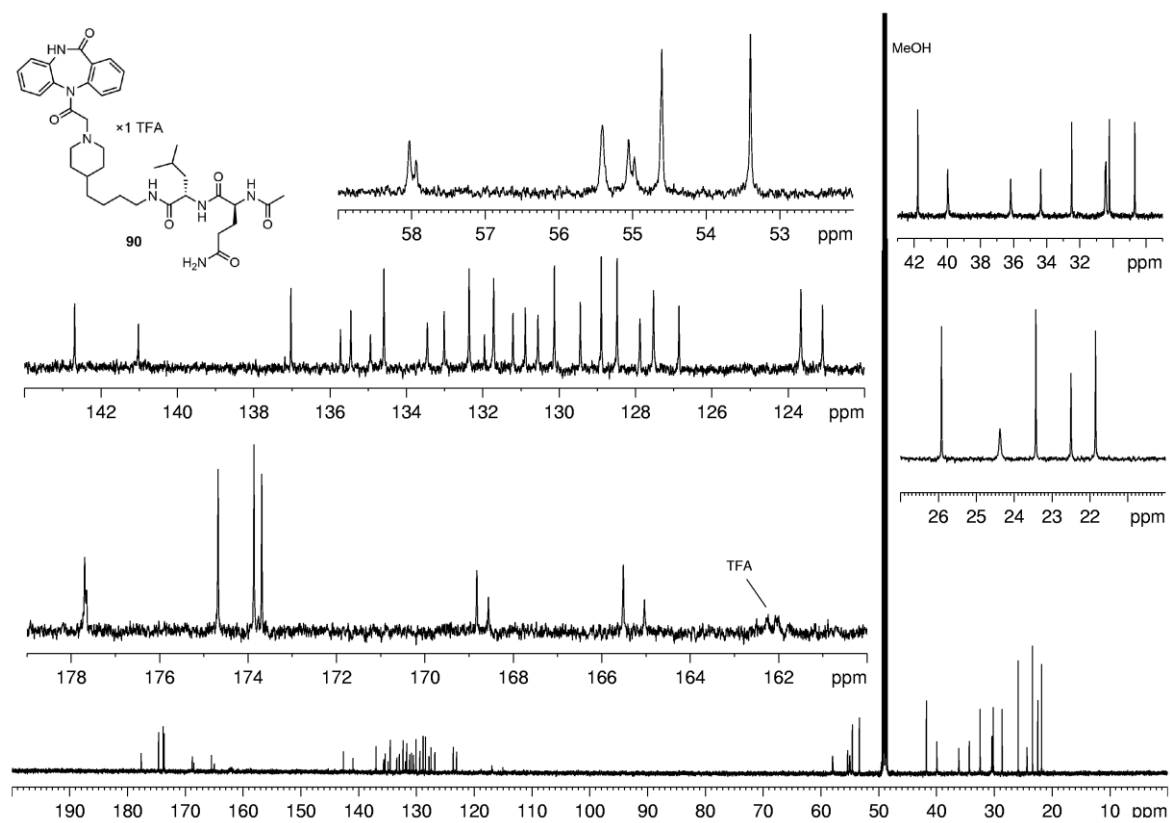 O
HN
N
O
×1 TFA
N
H
N
O
N
H
O
H
N
O
90
H₂N
O
58 57 56 55 54 53 ppm
MeOH
42 40 38 36 34 32 ppm
142 140 138 136 134 132 130 128 126 124 ppm
26 25 24 23 22 ppm
TFA
178 176 174 172 170 168 166 164 162 ppm
190 180 170 160 150 140 130 120 110 100 90 80 70 60 50 40 30 20 10 ppm